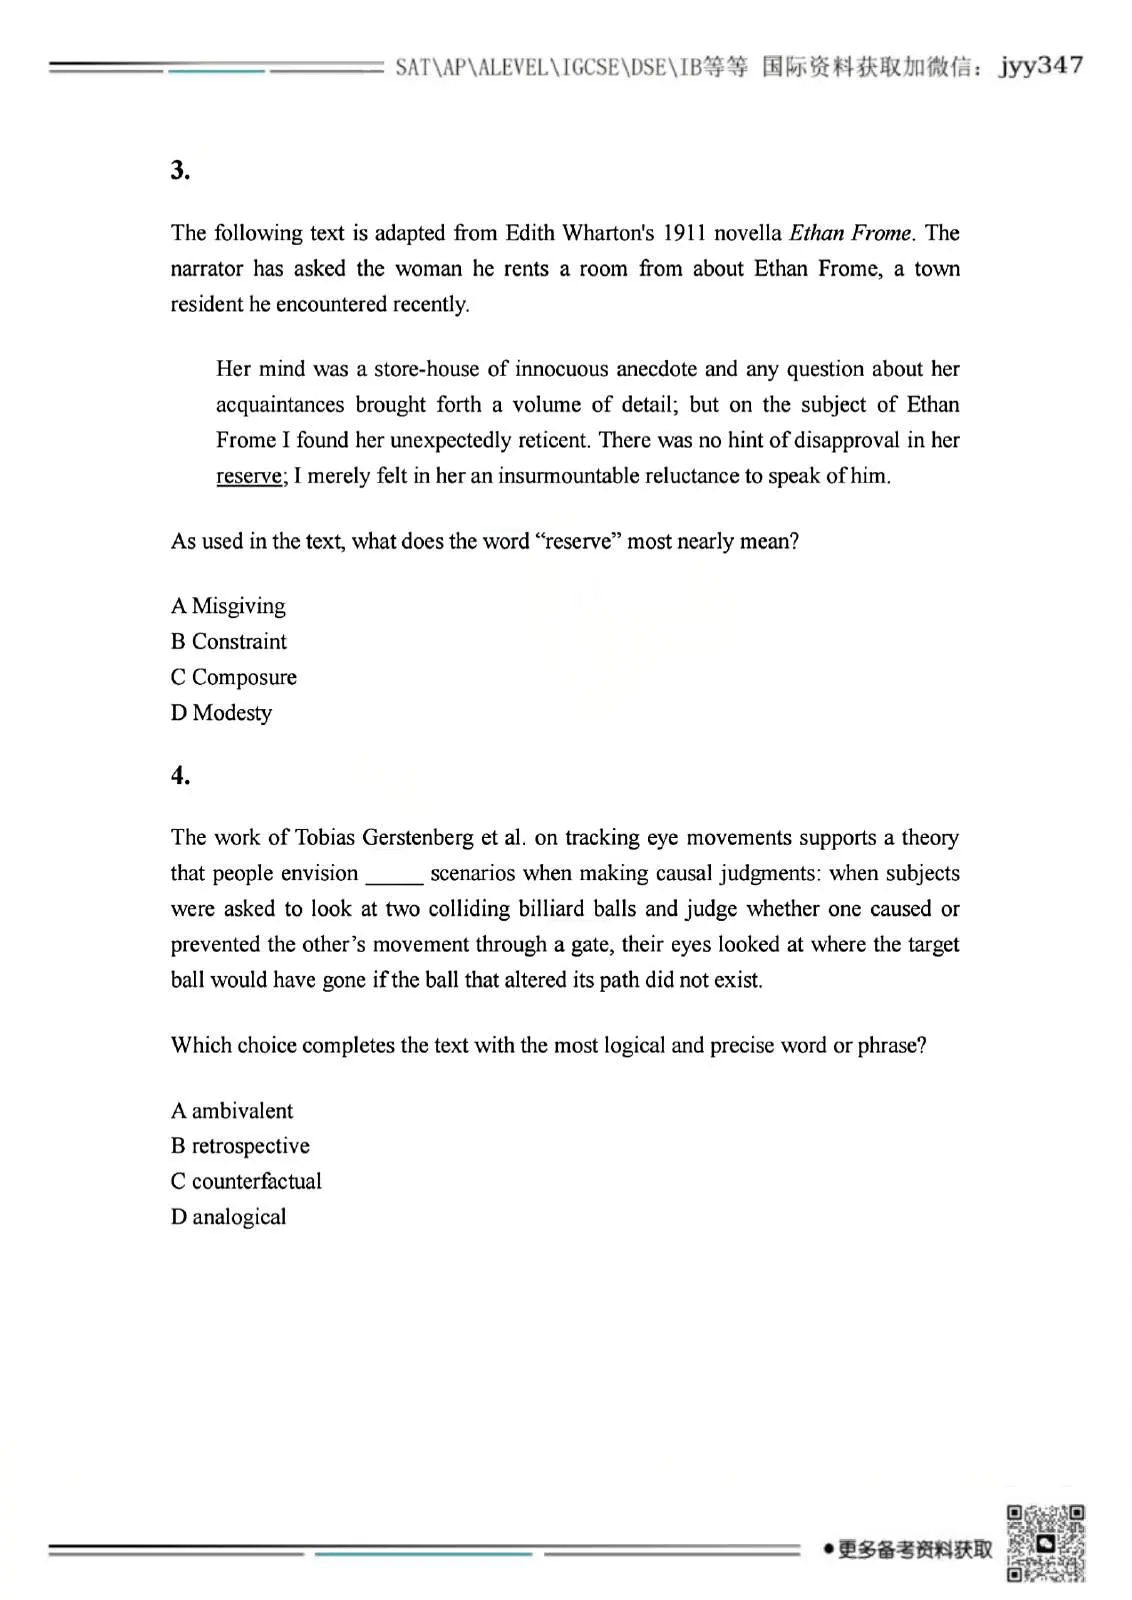 SAT\AP\ALEVEL\IGCSE\DSE\IB等等 国际资料获取加微信：jyy347
3.
The following text is adapted from Edith Wharton's 1911 novella Ethan Frome. The
narrator has asked the woman he rents a room from about Ethan Frome, a town
resident he encountered recently.
Her mind was a store-house of innocuous anecdote and any question about her
acquaintances brought forth a volume of detail; but on the subject of Ethan
Frome I found her unexpectedly reticent. There was no hint of disapproval in her
reserve; I merely felt in her an insurmountable reluctance to speak of him.
As used in the text, what does the word “reserve” most nearly mean?
A Misgiving
B Constraint
C Composure
D Modesty
4.
The work of Tobias Gerstenberg et al. on tracking eye movements supports a theory
that people envision _____ scenarios when making causal judgments: when subjects
were asked to look at two colliding billiard balls and judge whether one caused or
prevented the other’s movement through a gate, their eyes looked at where the target
ball would have gone if the ball that altered its path did not exist.
Which choice completes the text with the most logical and precise word or phrase?
A ambivalent
B retrospective
C counterfactual
D analogical
●更多备考资料获取